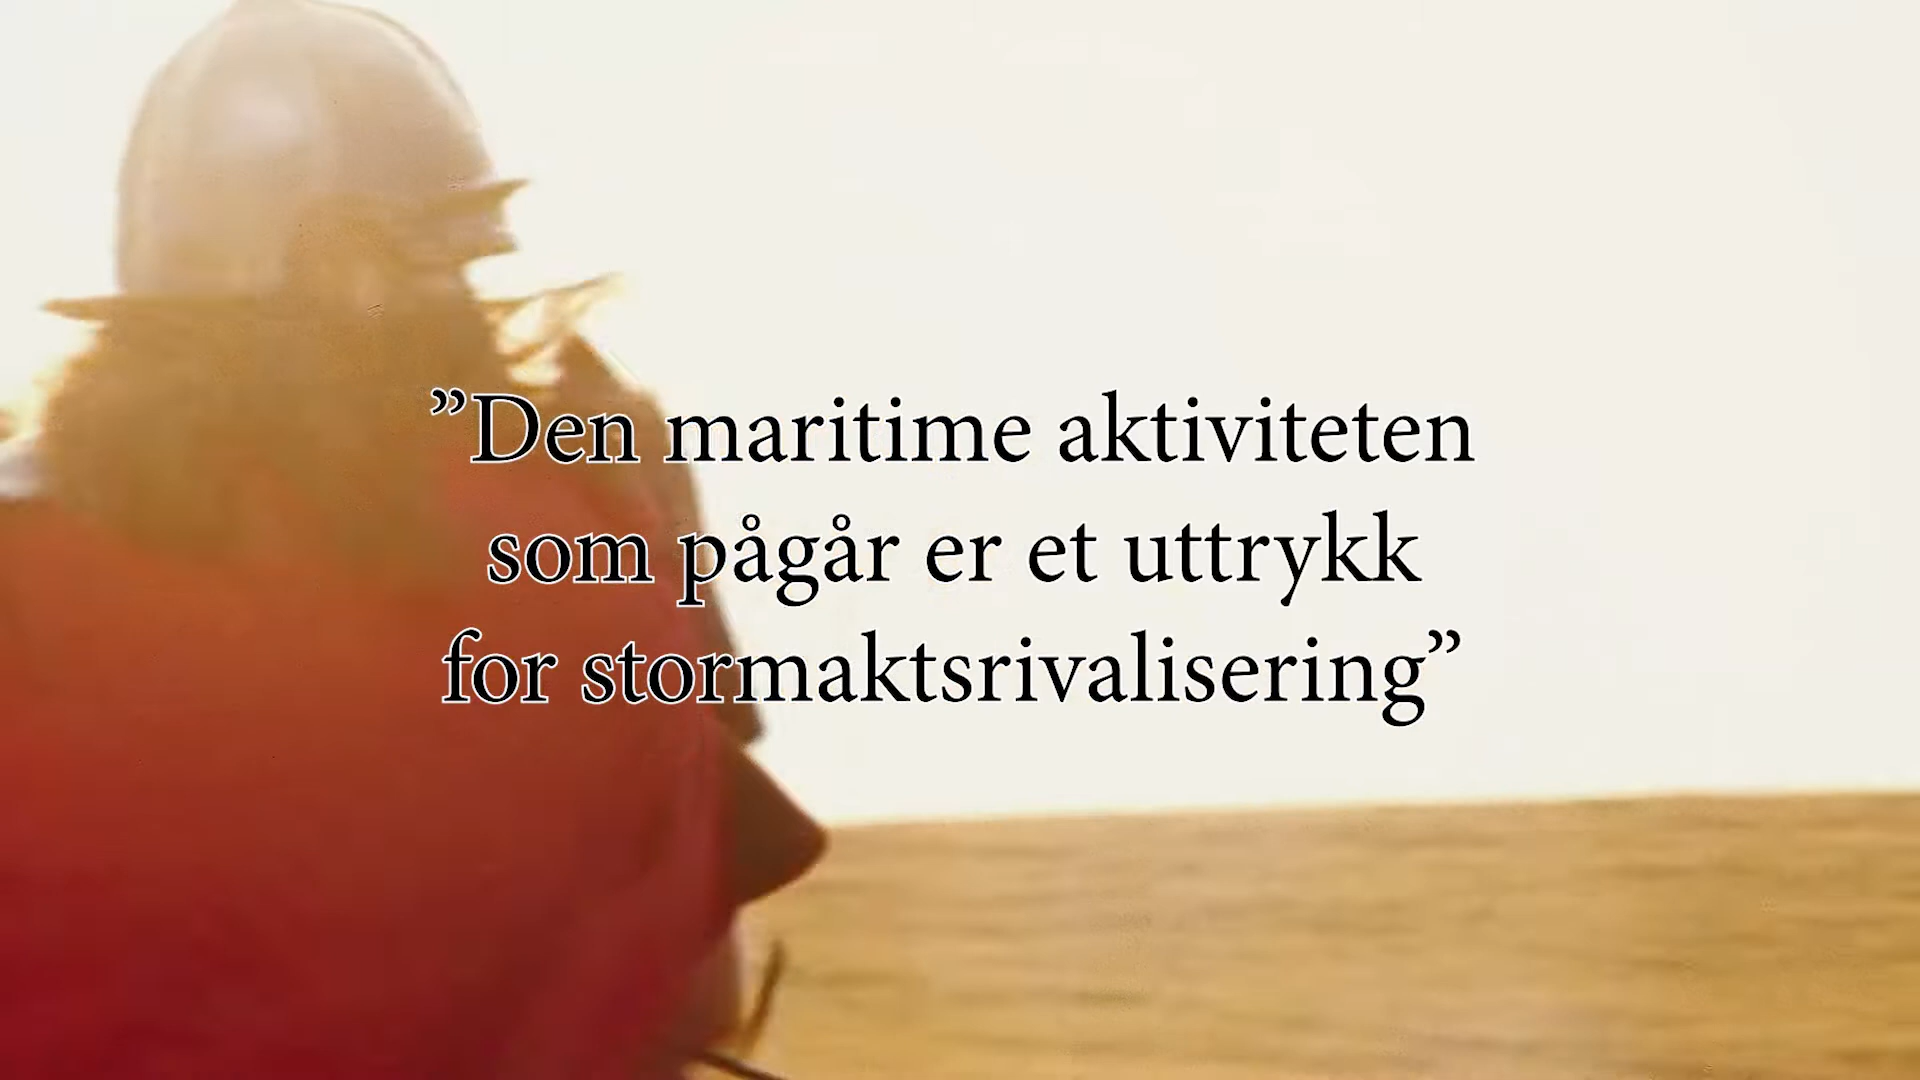 ”Den maritime aktiviteten
som pågår er et uttrykk
for stormaktsrivalisering”